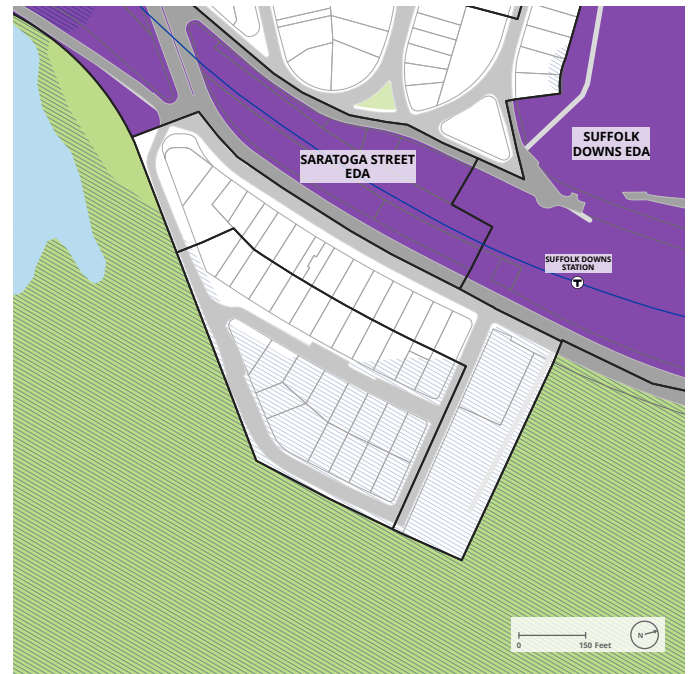 SUFFOLK
DOWNS EDA
SARATOGA STREET
EDA
SUFFOLK DOWNS
STATION
T
N
0 150 Feet